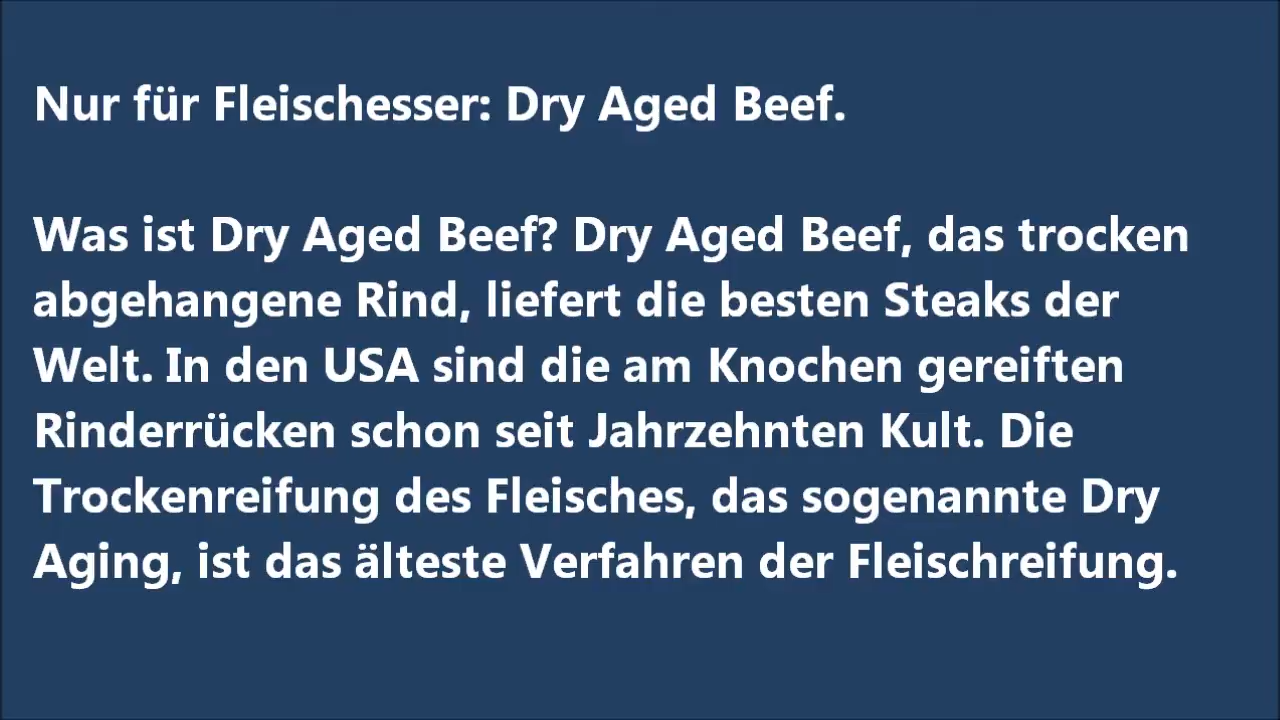 Nur für Fleischesser: Dry Aged Beef.
Was ist Dry Aged Beef? Dry Aged Beef, das trocken
abgehangene Rind, liefert die besten Steaks der
Welt. In den USA sind die am Knochen gereiften
Rinderrücken schon seit Jahrzehnten Kult. Die
Trockenreifung des Fleisches, das sogenannte Dry
Aging, ist das älteste Verfahren der Fleischreifung.